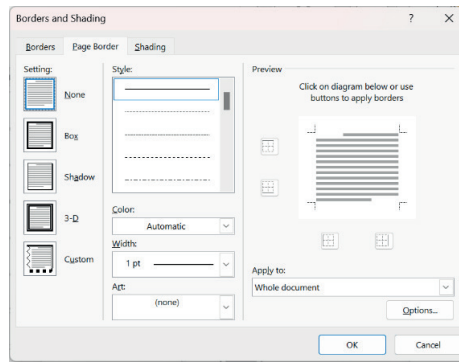 Borders and Shading ? ×
Borders Page Border Shading
Setting:
None
Box
Shadow
3-D
Custom
Style:
Color:
Automatic
Width:
1 pt
Art:
(none)
Preview
Click on diagram below or use
buttons to apply borders
Apply to:
Whole document
Options...
OK Cancel